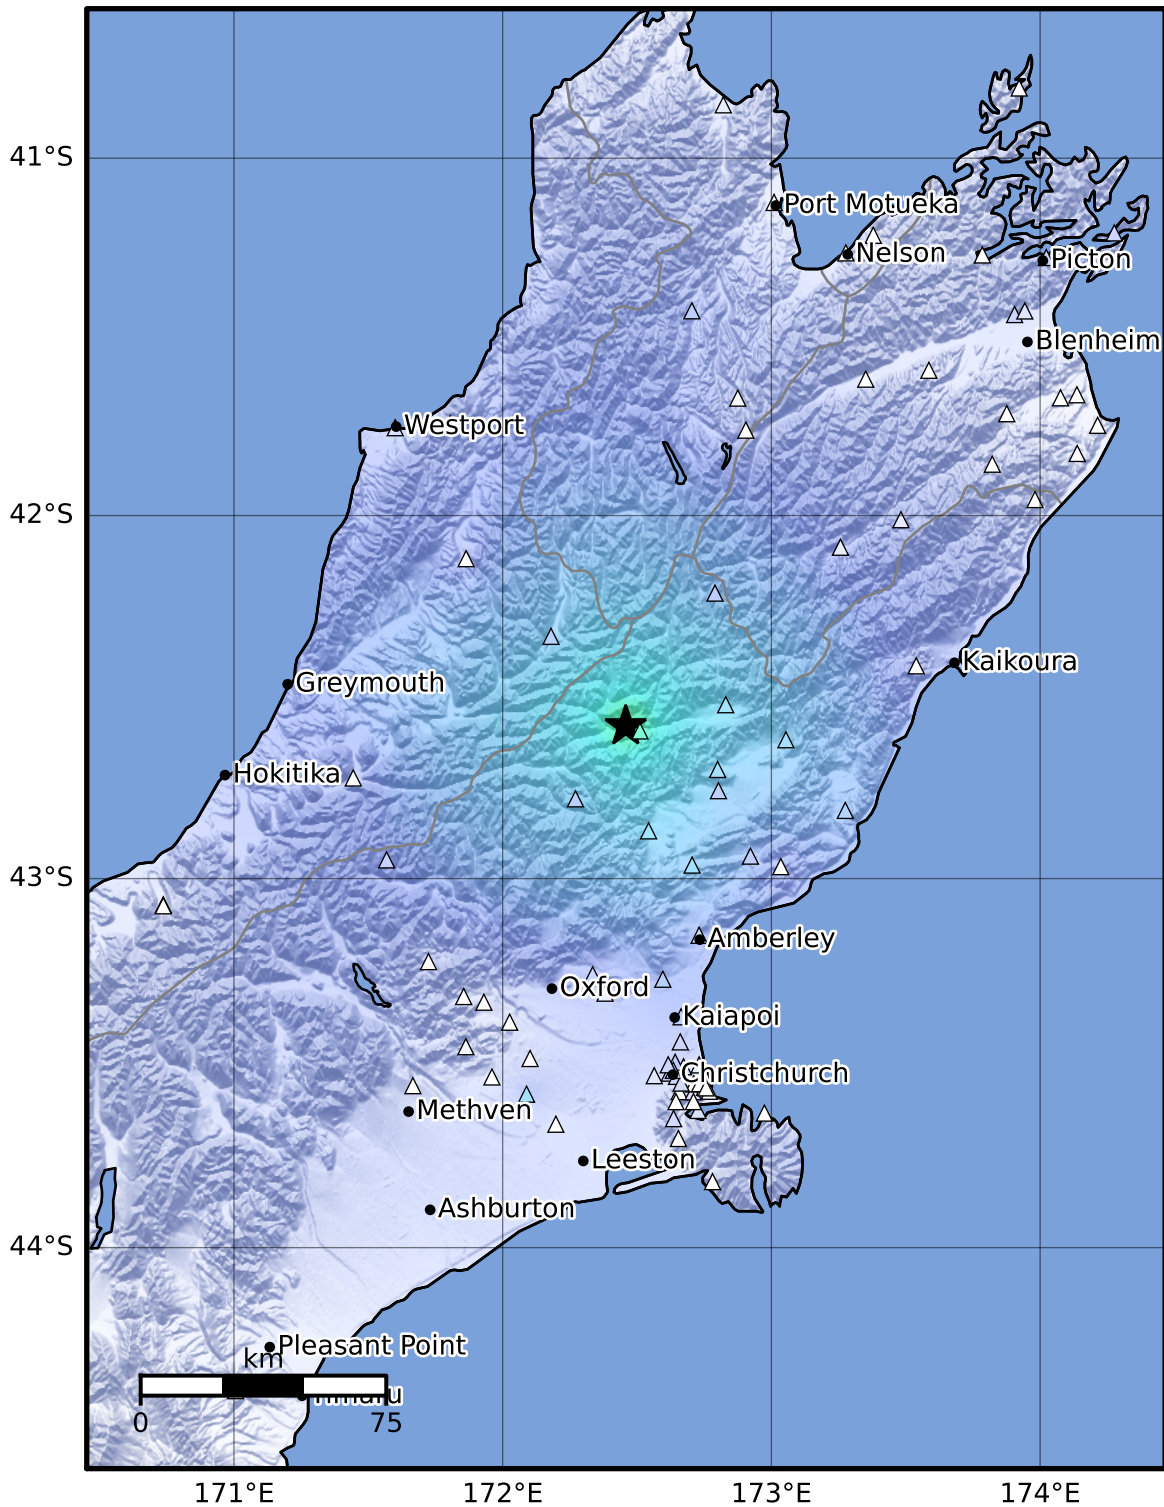 41°S
Port Motueka
Nelson
Picton
Blenheim
Westport
42°S
Kaikoura
Greymouth
Hokitika
43°S
Amberley
Oxford
Kaiapoi
Christchurch
Methven
Leeston
Ashburton
44°S
Pleasant Point
km
0
75
171°E
172°E
173°E
174°E